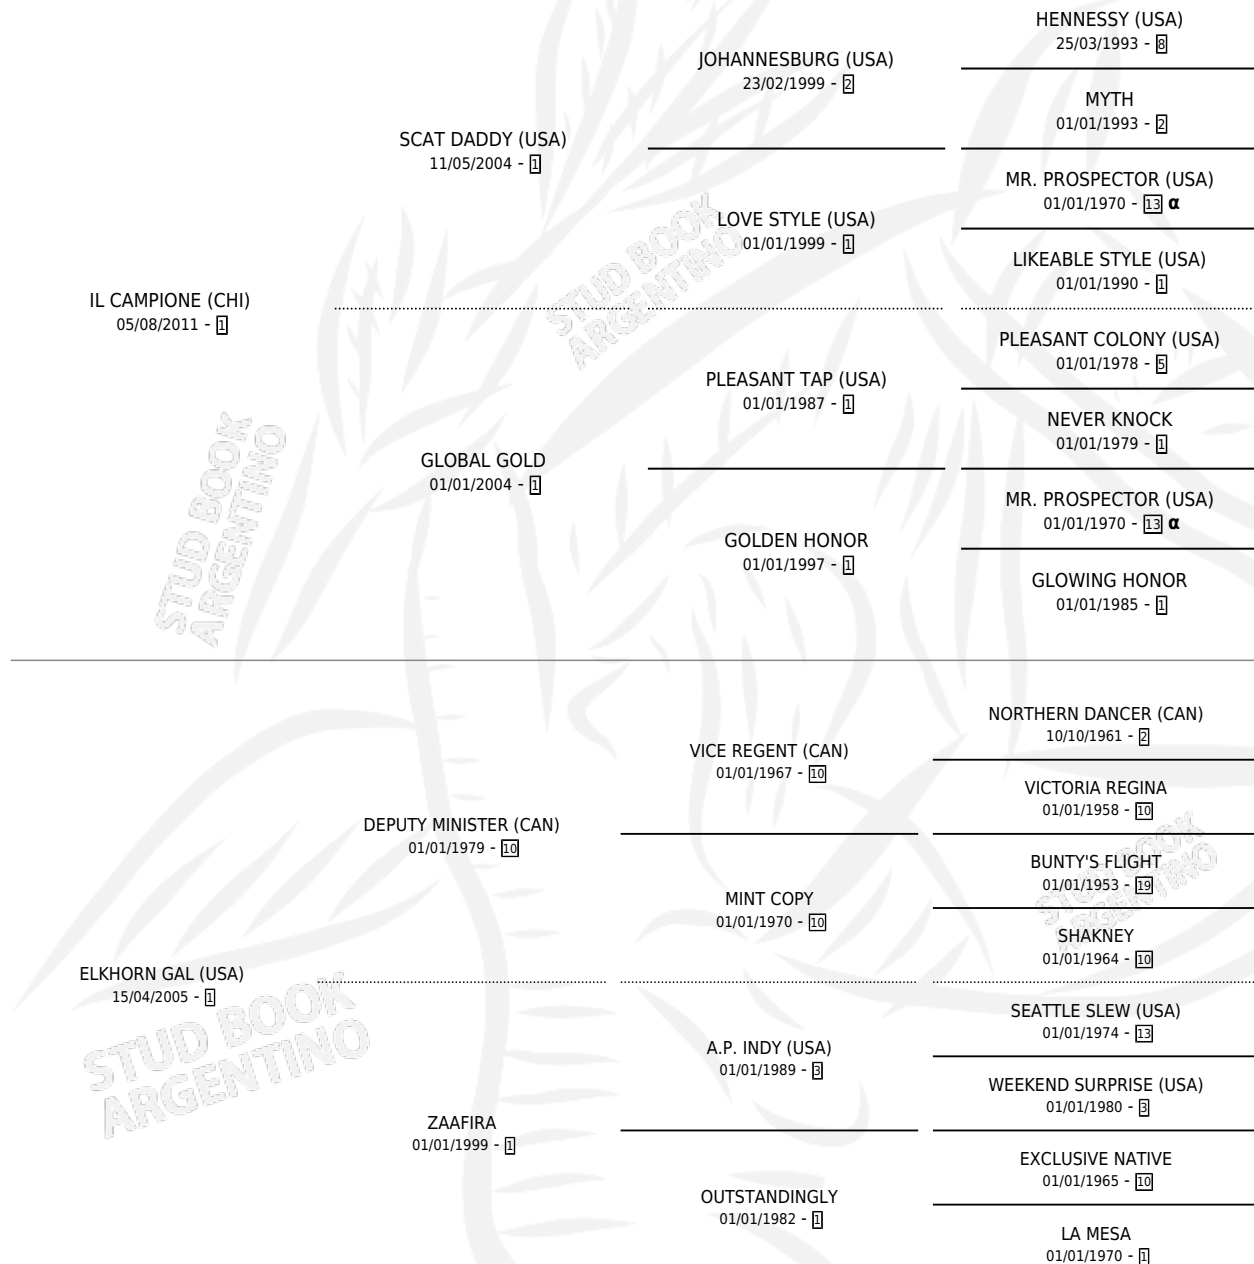 HENNESSY (USA)
25/03/1993 - 8
JOHANNESBURG (USA)
23/02/1999 - 2
MYTH
01/01/1993 - 2
SCAT DADDY (USA)
11/05/2004 - 1
MR. PROSPECTOR (USA)
01/01/1970 - 13 α
LOVE STYLE (USA)
01/01/1999 - 1
LIKEABLE STYLE (USA)
01/01/1990 - 1
IL CAMPIONE (CHI)
05/08/2011 - 1
PLEASANT COLONY (USA)
01/01/1978 - 5
PLEASANT TAP (USA)
01/01/1987 - 1
NEVER KNOCK
01/01/1979 - 1
GLOBAL GOLD
01/01/2004 - 1
MR. PROSPECTOR (USA)
01/01/1970 - 13 α
GOLDEN HONOR
01/01/1997 - 1
GLOWING HONOR
01/01/1985 - 1
NORTHERN DANCER (CAN)
10/10/1961 - 2
VICE REGENT (CAN)
01/01/1967 - 10
VICTORIA REGINA
01/01/1958 - 10
DEPUTY MINISTER (CAN)
01/01/1979 - 10
BUNTY'S FLIGHT
01/01/1953 - 19
MINT COPY
01/01/1970 - 10
SHAKNEY
01/01/1964 - 10
ELKHORN GAL (USA)
15/04/2005 - 1
SEATTLE SLEW (USA)
01/01/1974 - 13
A.P. INDY (USA)
01/01/1989 - 3
WEEKEND SURPRISE (USA)
01/01/1980 - 3
ZAAFIRA
01/01/1999 - 1
EXCLUSIVE NATIVE
01/01/1965 - 10
OUTSTANDINGLY
01/01/1982 - 1
LA MESA
01/01/1970 - 1
STUD BOOK
ARGENTINO
STUD BOOK
ARGENTINO
STUD BOOK
ARGENTINO
STUD BOOK
ARGENTINO